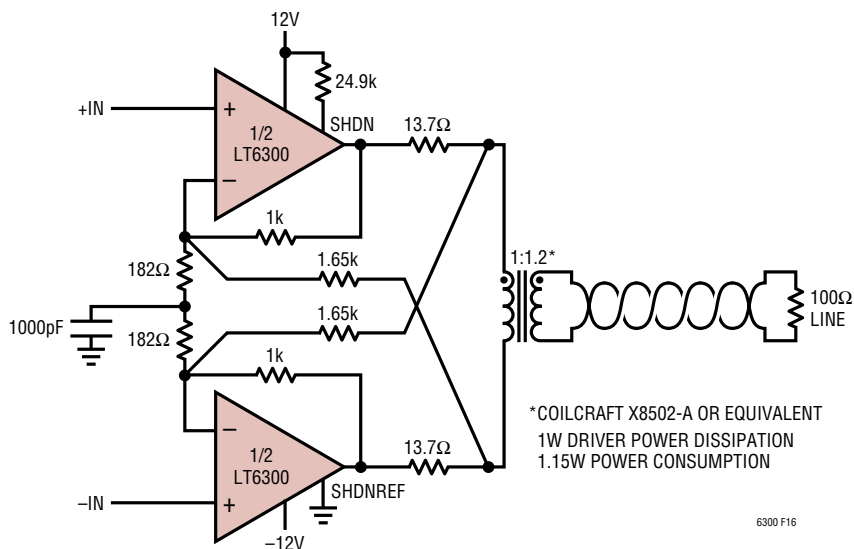 12V
24.9k
+IN
+
1/2
LT6300
–
SHDN
13.7Ω
1k
182Ω
1.65k
1:1.2*
1000pF
182Ω
1.65k
100Ω
LINE
1k
–
1/2
LT6300
+
–IN
13.7Ω
SHDNREF
–12V
*COILCRAFT X8502-A OR EQUIVALENT
1W DRIVER POWER DISSIPATION
1.15W POWER CONSUMPTION
6300 F16